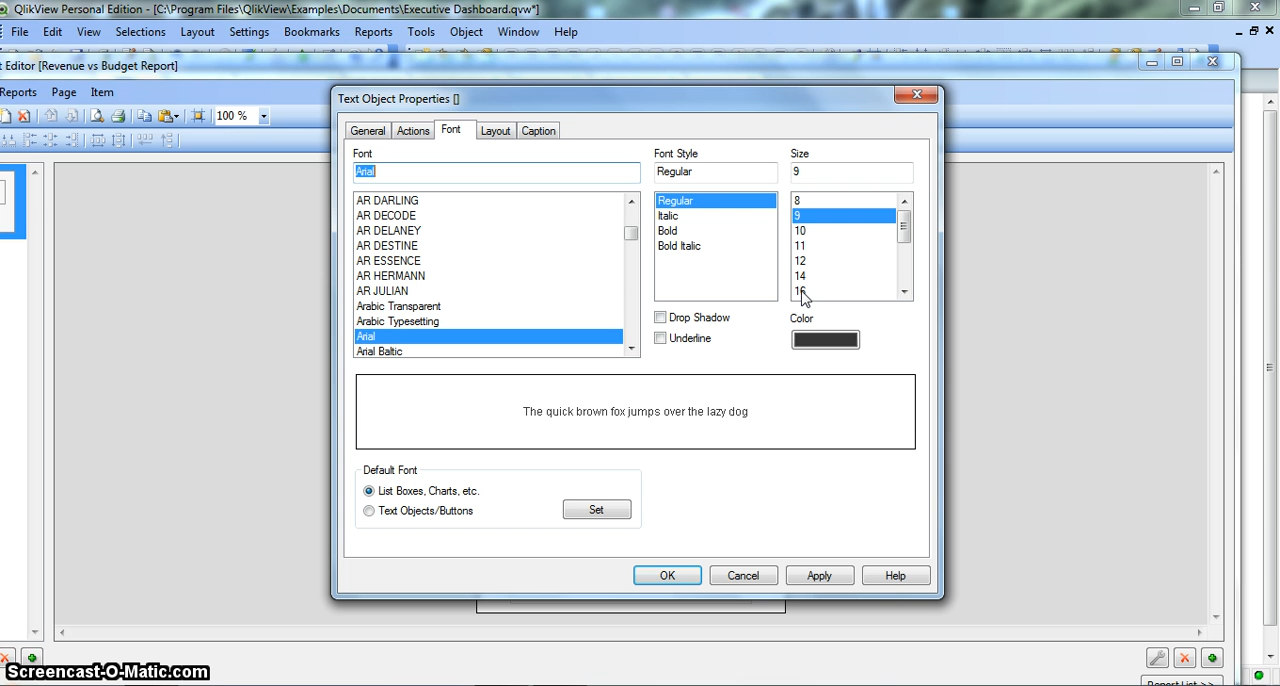 QlikView Personal Edition - [C:\Program Files\QlikView\Examples\Documents\Executive Dashboard.qvw*]
File Edit View Selections Layout Settings Bookmarks Reports Tools Object Window Help
t Editor [Revenue vs Budget Report]
Reports Page Item
100 %
Text Object Properties []
General Actions Font Layout Caption
Font Font Style Size
Arial Regular 9
AR DARLING Regular 8
AR DECODE Italic 9
AR DELANEY Bold 10
AR DESTINE Bold Italic 11
AR ESSENCE 12
AR HERMANN 14
AR JULIAN 16
Arabic Transparent Drop Shadow Color
Arabic Typesetting
Arial Underline
Arial Baltic
The quick brown fox jumps over the lazy dog
Default Font
List Boxes, Charts, etc.
Text Objects/Buttons Set
OK Cancel Apply Help
Screencast-O-Matic.com
Report List >>